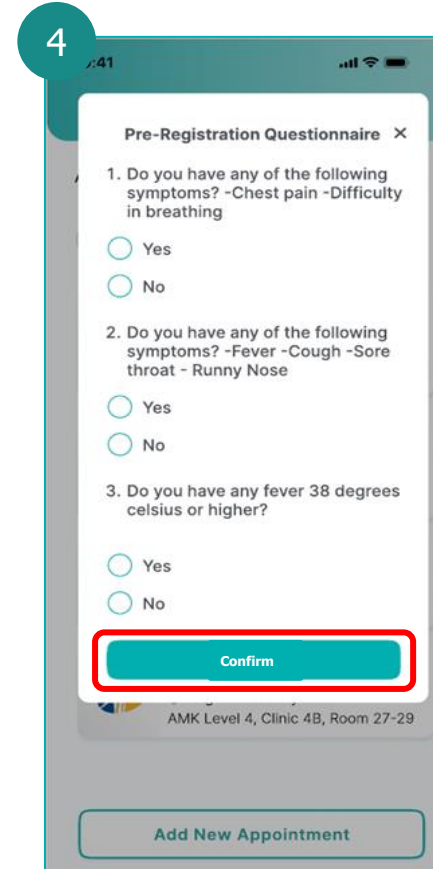 4
:41
Pre-Registration Questionnaire ×
1. Do you have any of the following
symptoms? -Chest pain -Difficulty
in breathing
Yes
No
2. Do you have any of the following
symptoms? -Fever -Cough -Sore
throat - Runny Nose
Yes
No
3. Do you have any fever 38 degrees
celsius or higher?
Yes
No
Confirm
AMK Level 4, Clinic 4B, Room 27-29
Add New Appointment